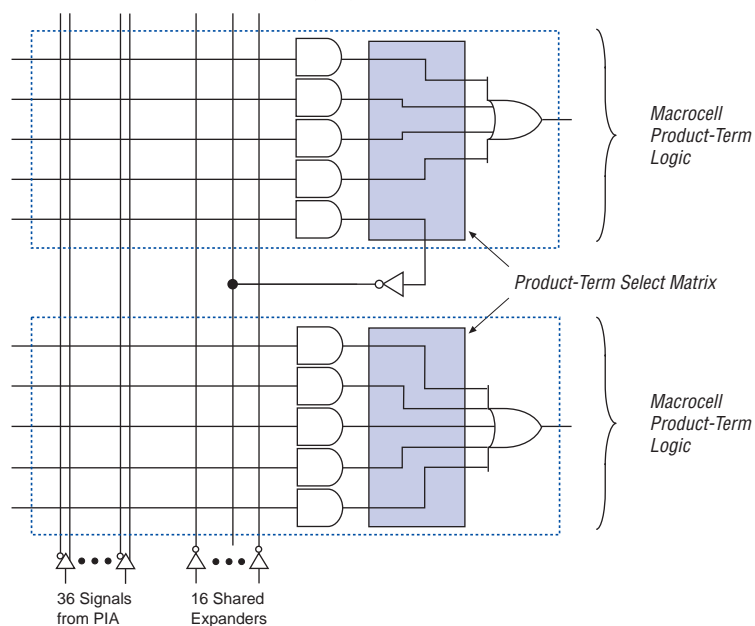 Macrocell
Product-Term
Logic
Product-Term Select Matrix
Macrocell
Product-Term
Logic
36 Signals
from PIA
16 Shared
Expanders